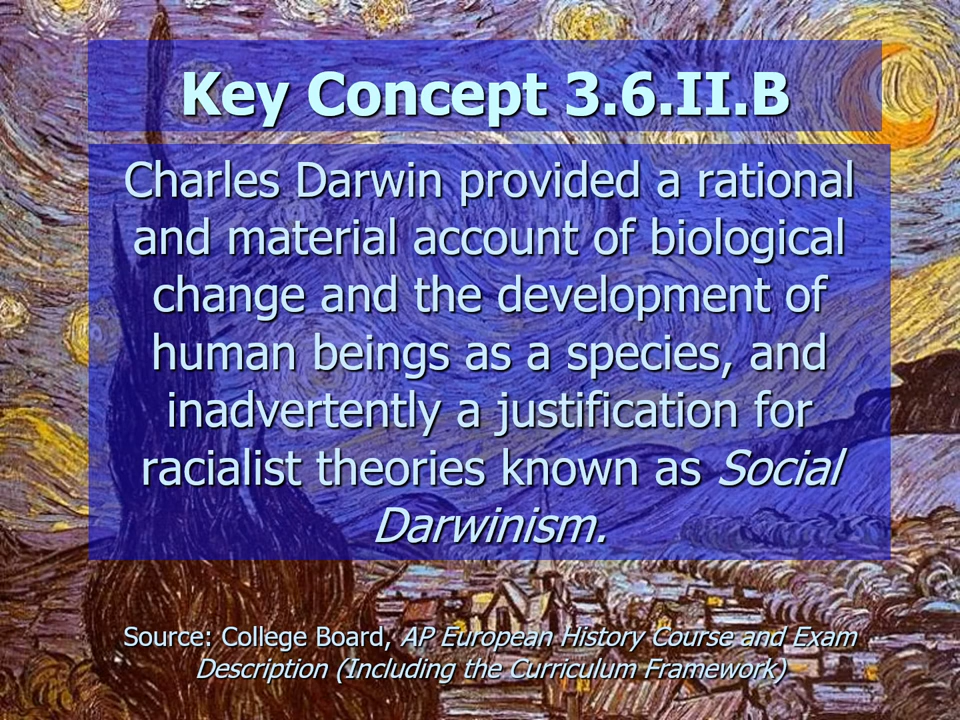 Key Concept 3.6.II.B
Charles Darwin provided a rational
and material account of biological
change and the development of
human beings as a species, and
inadvertently a justification for
racialist theories known as Social
Darwinism.
Source: College Board, AP European History Course and Exam
Description (Including the Curriculum Framework)